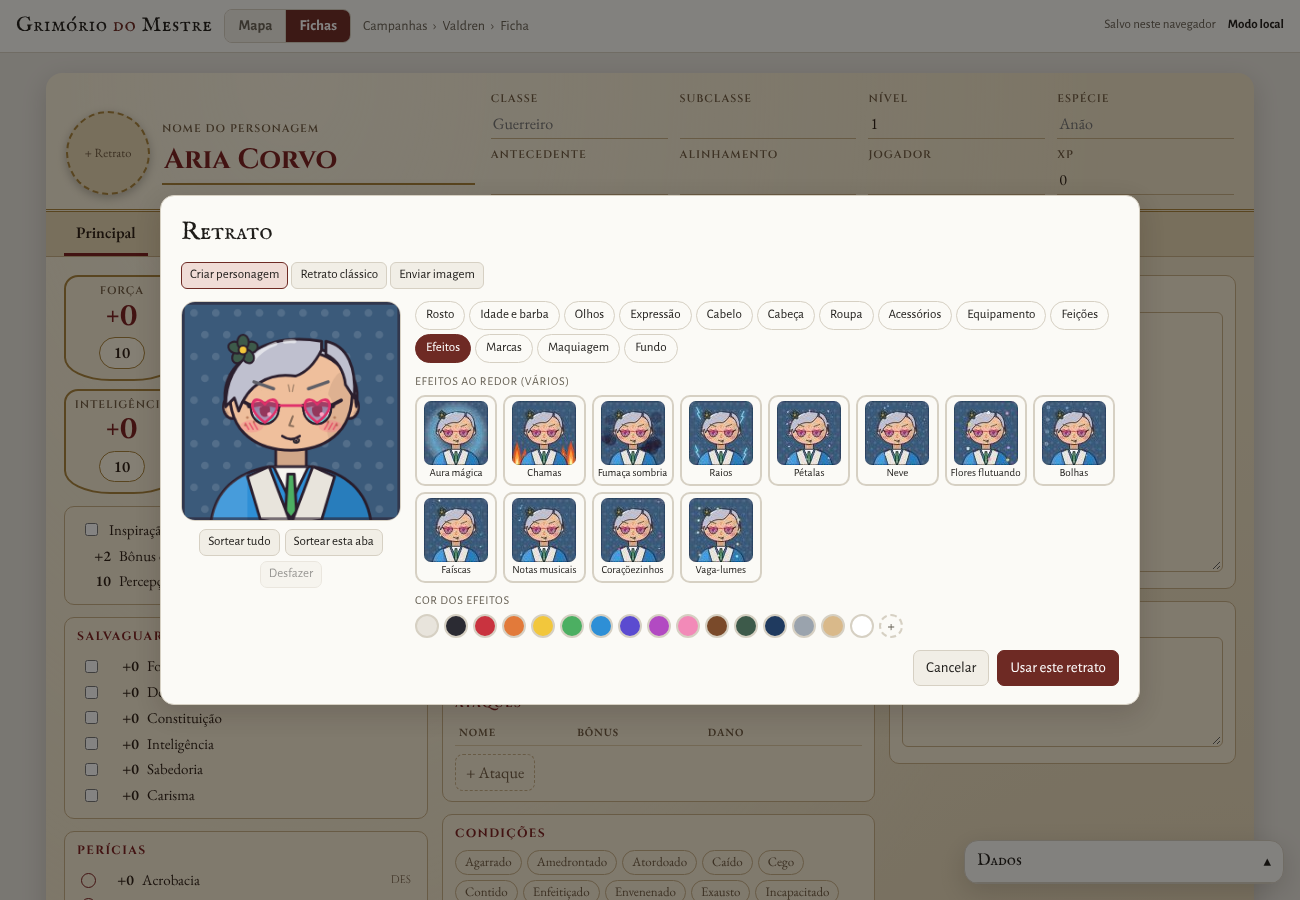 Grimório do Mestre
Mapa
Fichas
Campanhas › Valdren › Ficha
Salvo neste navegador
Modo local
+ Retrato
NOME DO PERSONAGEM
Aria Corvo
CLASSE
SUBCLASSE
NÍVEL
ESPÉCIE
Guerreiro
1
Anão
ANTECEDENTE
ALINHAMENTO
JOGADOR
XP
0
Principal
FORÇA
+0
10
+0
10
Inspiração
+2 Bônus
10
+0
+0
+0 Constituição
+0 Inteligência
+0 Sabedoria
+0 Carisma
PERÍCIAS
+0 Acrobacia DES
Retrato
Criar personagem
Retrato clássico
Enviar imagem
Sortear tudo
Sortear esta aba
Desfazer
Rosto
Idade e barba
Olhos
Expressão
Cabelo
Cabeça
Roupa
Acessórios
Equipamento
Feições
Efeitos
Marcas
Maquiagem
Fundo
EFEITOS AO REDOR (VÁRIOS)
Aura mágica
Chamas
Fumaça sombria
Raios
Pétalas
Neve
Flores flutuando
Bolhas
Faíscas
Notas musicais
Coraçõezinhos
Vaga-lumes
COR DOS EFEITOS
+
Cancelar
Usar este retrato
NOME
BÔNUS
DANO
+ Ataque
CONDIÇÕES
Agarrado
Amedrontado
Atordoado
Caído
Cego
Contido
Enfeitiçado
Envenenado
Exausto
Incapacitado
Dados ▲